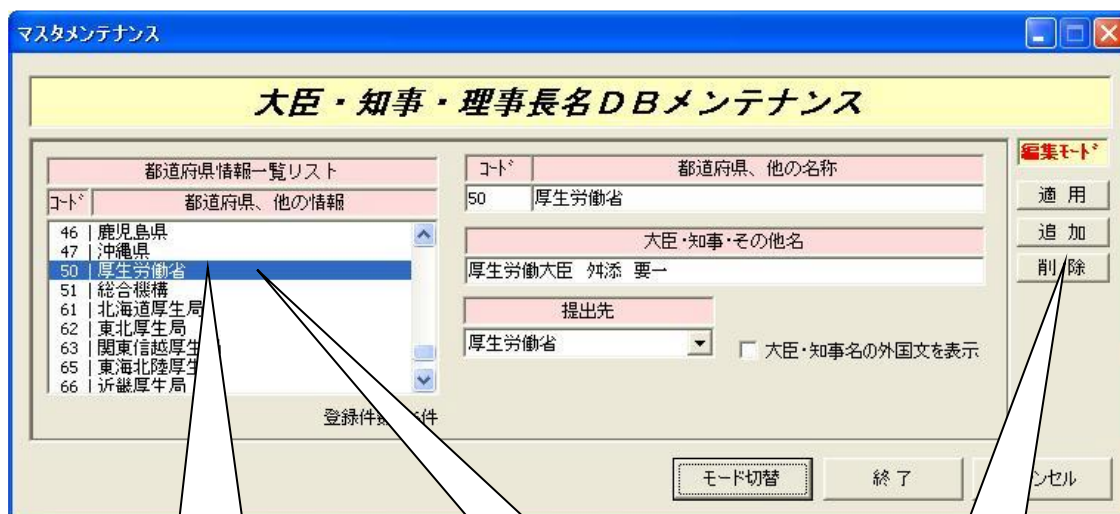 マスタメンテナンス
大臣・知事・理事長名DBメンテナンス
編集モード
都道府県情報一覧リスト
コード 都道府県、他の情報
46 | 鹿児島県
47 | 沖縄県
50 | 厚生労働省
51 | 総合機構
61 | 北海道厚生局
62 | 東北厚生局
63 | 関東信越厚生
65 | 東海北陸厚生
66 | 近畿厚生局
登録件数 件
コード 都道府県、他の名称
50 厚生労働省
大臣・知事・その他名
厚生労働大臣 舛添 要一
提出先
厚生労働省
大臣・知事名の外国文を表示
適 用
追 加
削 除
モード切替
終 了
ンセル